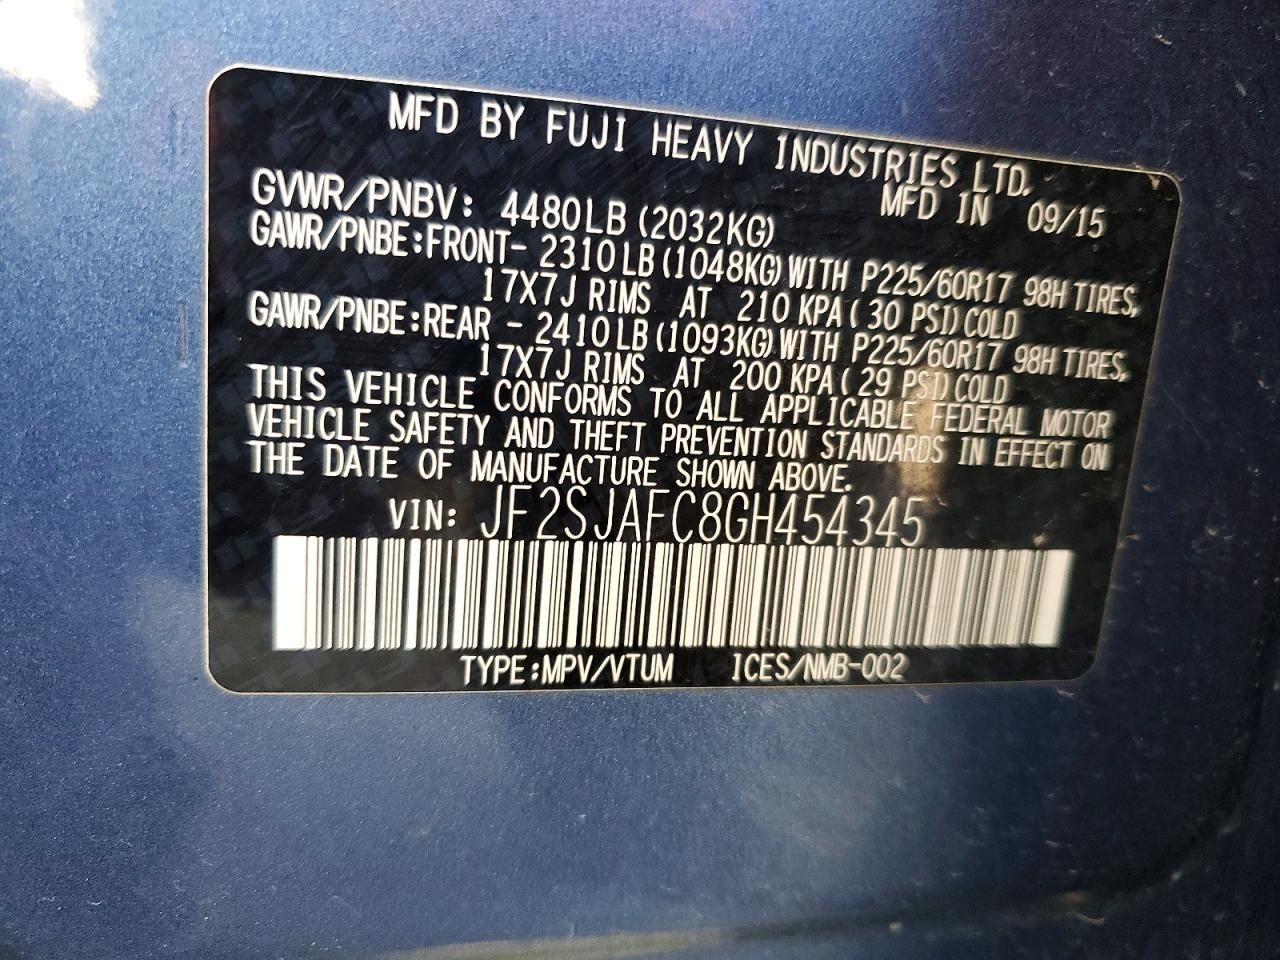 MFD BY FUJI HEAVY INDUSTRIES LTD.
MFD IN 09/15
GVWR/PNBV: 4480LB (2032KG)
GAWR/PNBE:FRONT- 2310LB(1048KG)WITH P225/60R17 98H TIRES,
17X7J RIMS AT 210 KPA( 30 PSI)COLD
GAWR/PNBE:REAR - 2410LB(1093KG)WITH P225/60R17 98H TIRES,
17X7J RIMS AT 200 KPA( 29 PSI)COLD
THIS VEHICLE CONFORMS TO ALL APPLICABLE FEDERAL MOTOR
VEHICLE SAFETY AND THEFT PREVENTION STANDARDS IN EFFECT ON
THE DATE OF MANUFACTURE SHOWN ABOVE.
VIN: JF2SJAFC8GH454345
TYPE:MPV/VTUM ICES/NMB-002